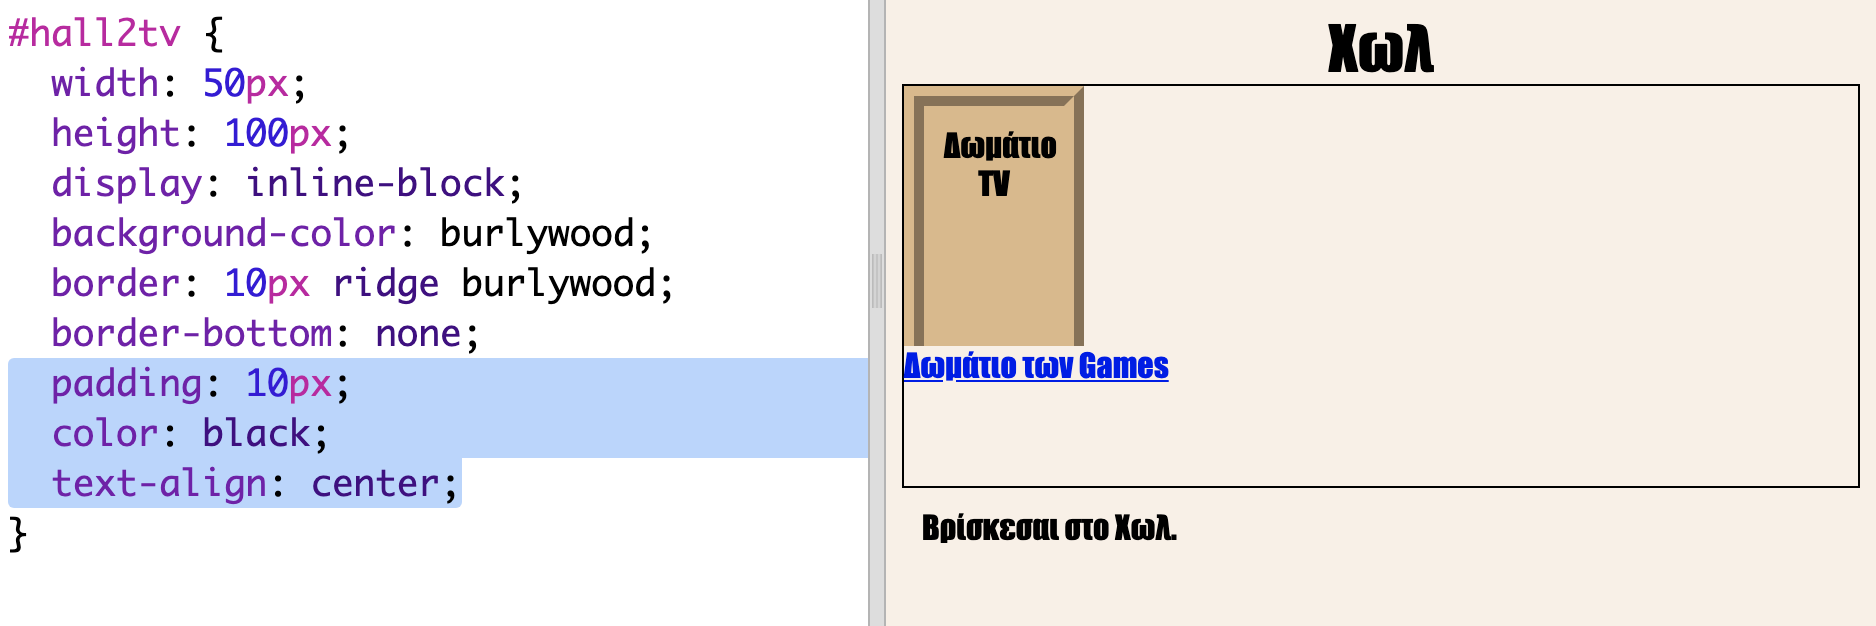 #hall2tv {
  width: 50px;
  height: 100px;
  display: inline-block;
  background-color: burlywood;
  border: 10px ridge burlywood;
  border-bottom: none;
  padding: 10px;
  color: black;
  text-align: center;
}
Χωλ
Δωμάτιο
TV
Δωμάτιο των Games
Βρίσκεσαι στο Χωλ.